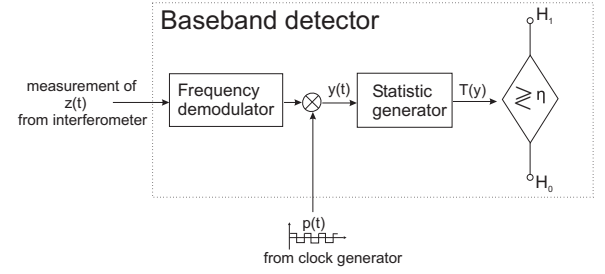 Baseband detector
H₁
measurement of
z(t)
from interferometer
Frequency
demodulator
y(t)
Statistic
generator
T(y)
≷ η
H₀
p(t)
from clock generator